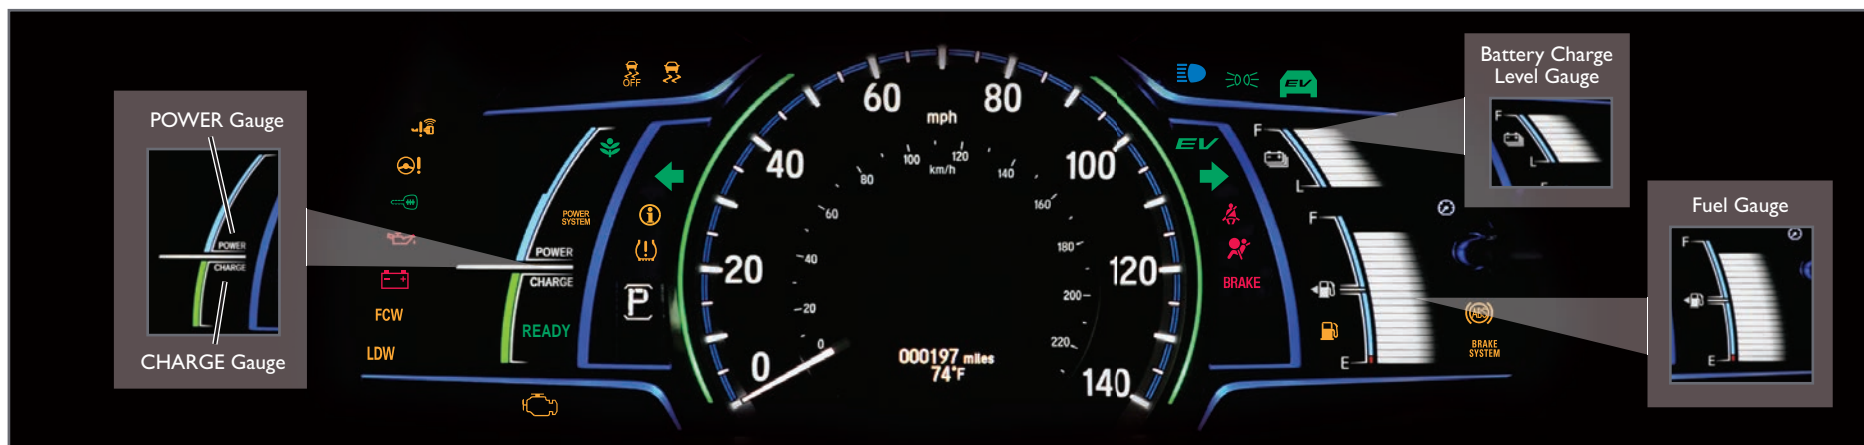 POWER Gauge
POWER
CHARGE
CHARGE Gauge
FCW
LDW
OFF
POWER
SYSTEM
POWER
CHARGE
READY
P
0
20
40
60
80
100
120
140
mph
0
20
40
60
80
100
120
140
160
180
200
220
km/h
000197 miles
74°F
EV
EV
BRAKE
F
L
F
E
ABS
BRAKE
SYSTEM
Battery Charge
Level Gauge
F
L
Fuel Gauge
F
E